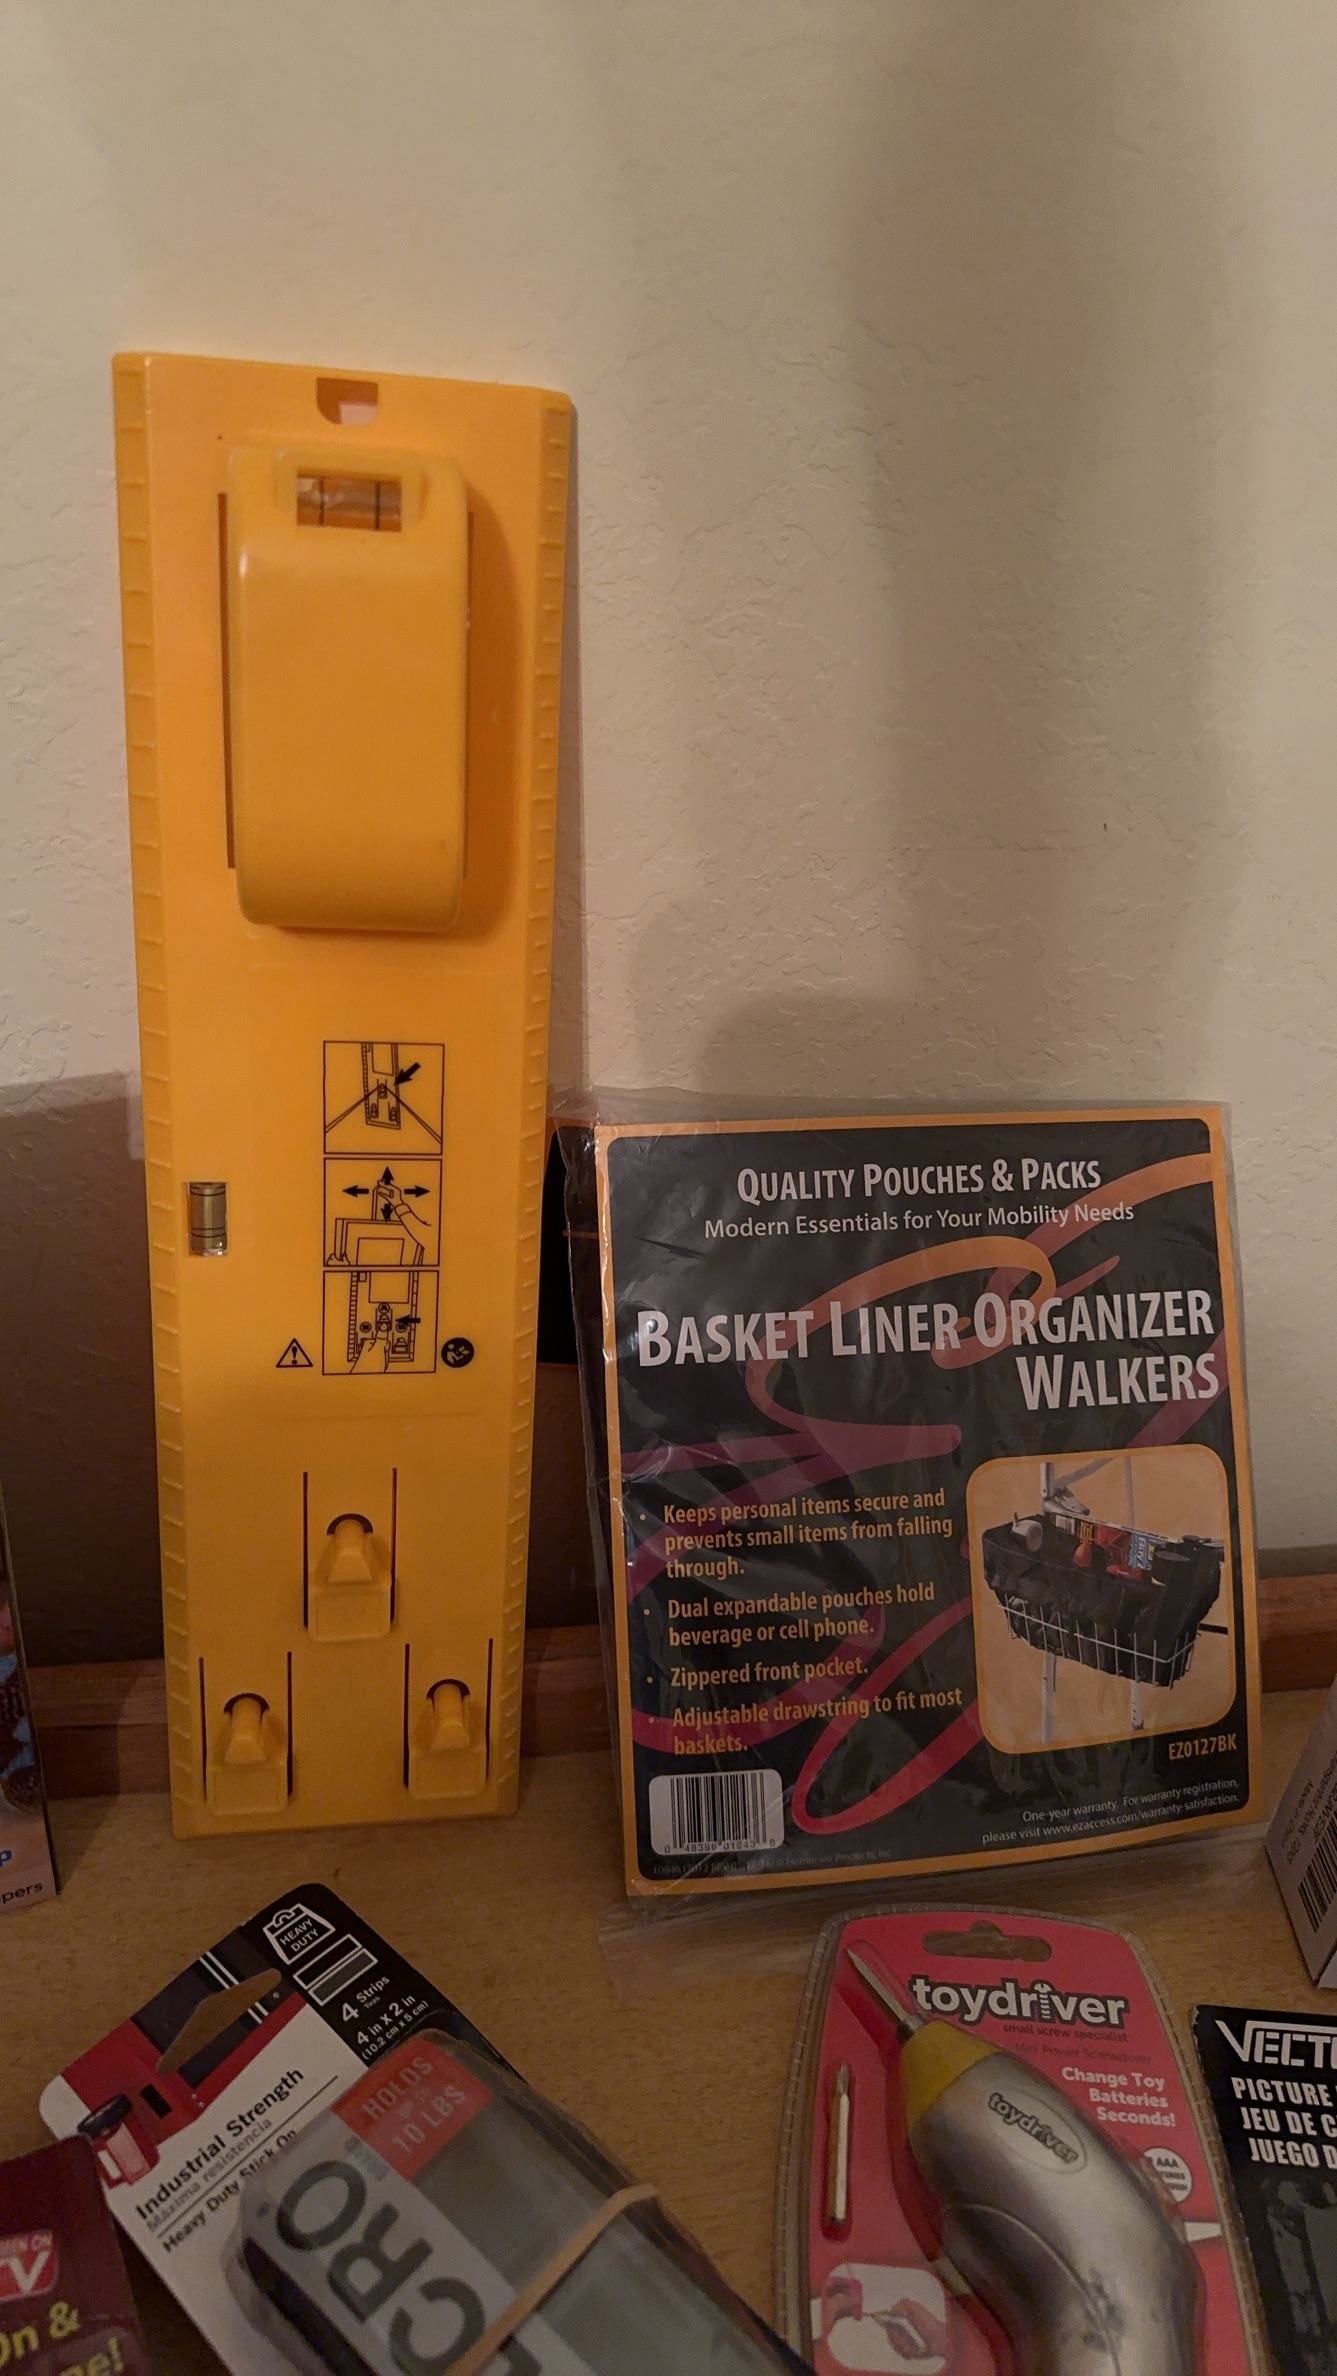 QUALITY POUCHES & PACKS
Modern Essentials for Your Mobility Needs
BASKET LINER ORGANIZER
WALKERS
• Keeps personal items secure and
prevents small items from falling
through.
• Dual expandable pouches hold
beverage or cell phone.
• Zippered front pocket.
• Adjustable drawstring to fit most
baskets.
EZ0127BK
One-year warranty. For warranty registration,
please visit www.ezaccess.com/warranty-satisfaction.
HEAVY
DUTY
4 Strips
4 in X 2 in
(10.2 cm x 5 cm)
Industrial Strength
Máxima resistencia
Heavy Duty Stick On
HOLDS
10 LBS
CRO
toydriver
small screw specialist
Mini Power Screwdriver
Change Toy
Batteries
Seconds!
toydriver
AAA
VECT
PICTURE
JEU DE C
JUEGO D
pers
On &